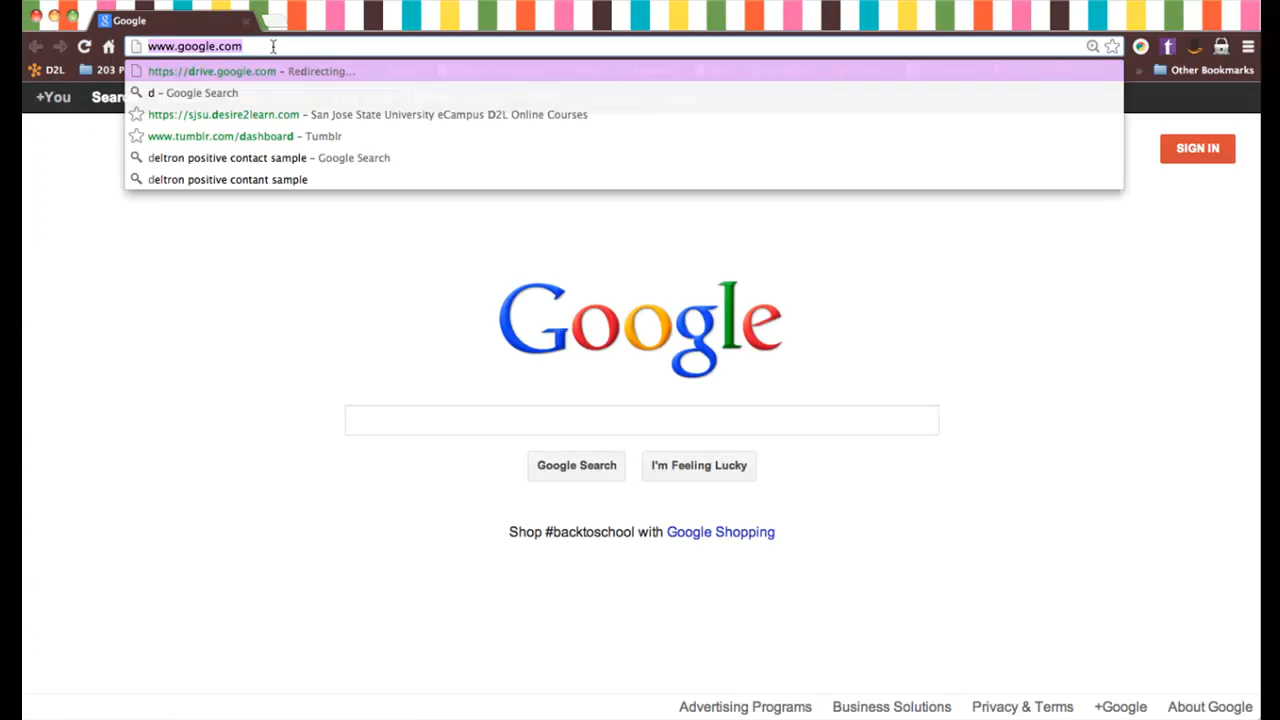 Google
www.google.com
D2L
203 P
Other Bookmarks
https://drive.google.com – Redirecting...
d – Google Search
https://sjsu.desire2learn.com – San Jose State University eCampus D2L Online Courses
www.tumblr.com/dashboard – Tumblr
deltron positive contact sample – Google Search
deltron positive contant sample
+You
Sear
SIGN IN
Google
Google Search
I'm Feeling Lucky
Shop #backtoschool with Google Shopping
Advertising Programs
Business Solutions
Privacy & Terms
+Google
About Google